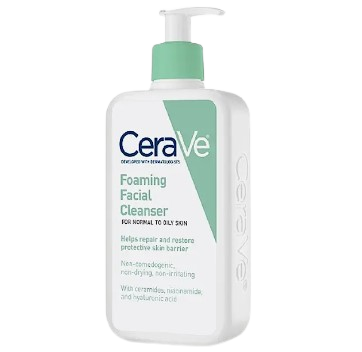 CeraVe
DEVELOPED WITH DERMATOLOGISTS
Foaming
Facial
Cleanser
FOR NORMAL TO OILY SKIN
Helps repair and restore
protective skin barrier
Non-comedogenic,
non-drying, non-irritating
With ceramides, niacinamide,
and hyaluronic acid
CeraVe